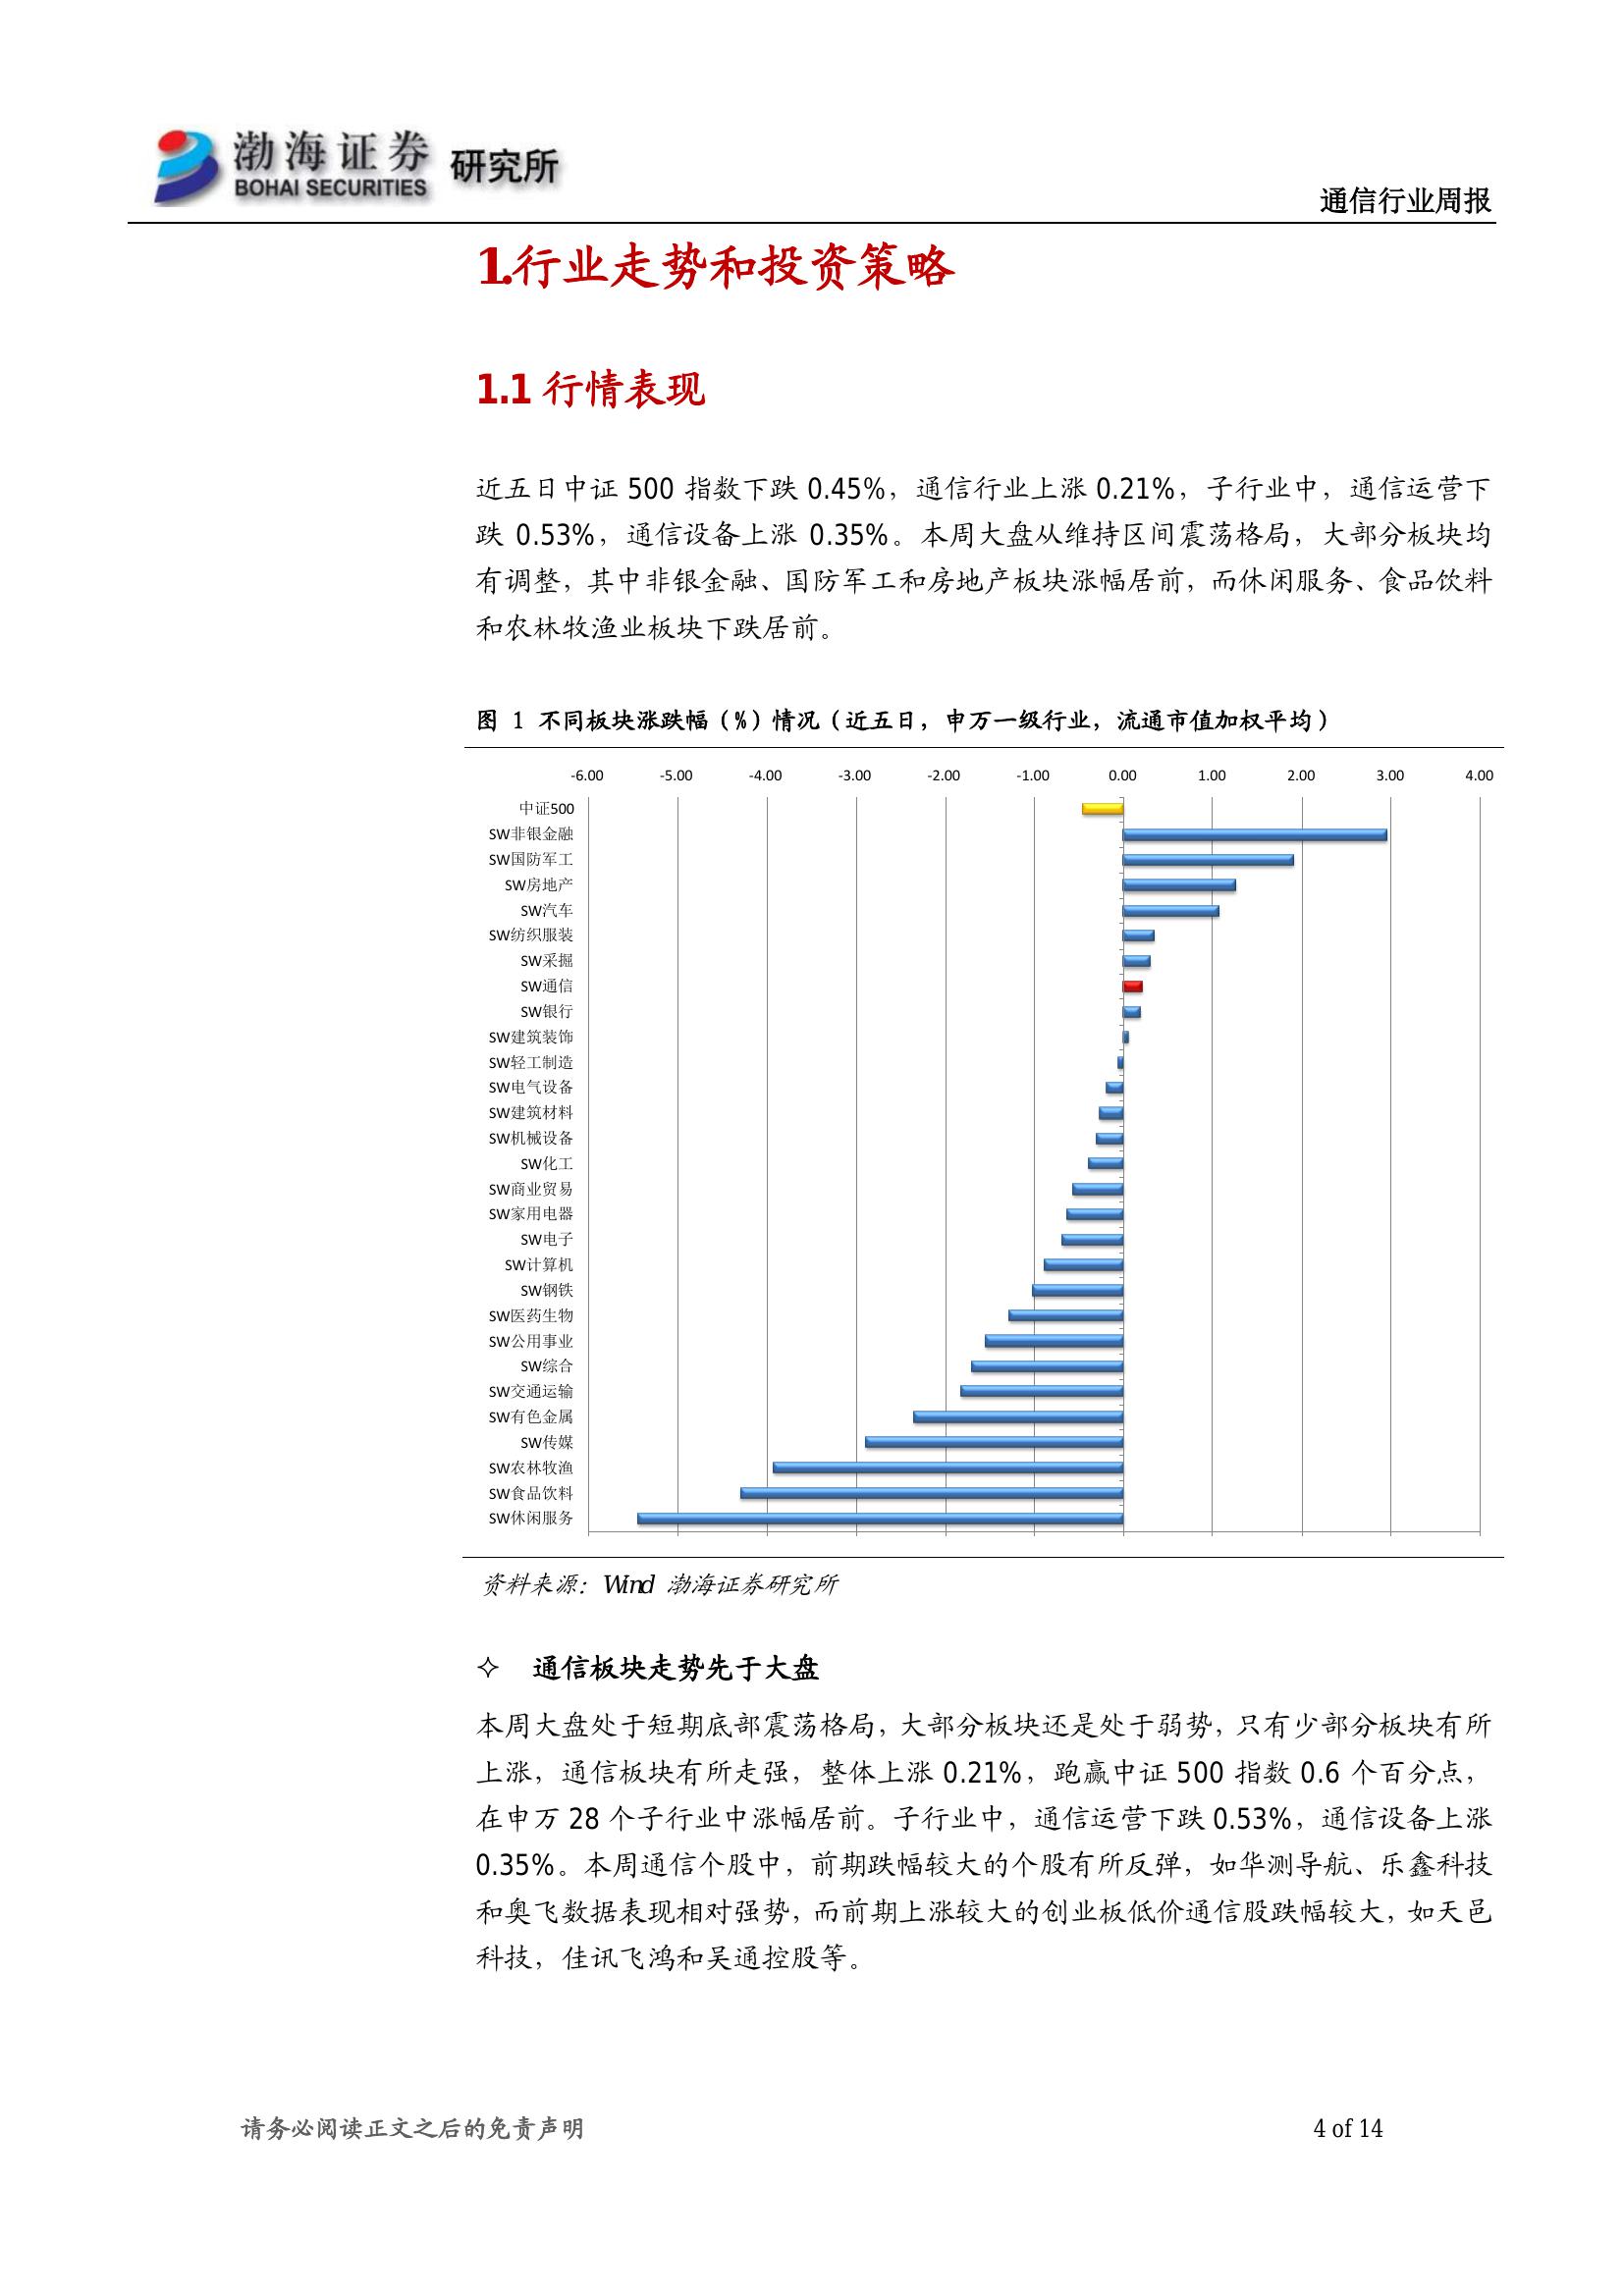 渤海证券 研究所
BOHAI SECURITIES
通信行业周报
1.行业走势和投资策略
1.1 行情表现
近五日中证 500 指数下跌 0.45%，通信行业上涨 0.21%，子行业中，通信运营下
跌 0.53%，通信设备上涨 0.35%。本周大盘从维持区间震荡格局，大部分板块均
有调整，其中非银金融、国防军工和房地产板块涨幅居前，而休闲服务、食品饮料
和农林牧渔业板块下跌居前。
图 1 不同板块涨跌幅（%）情况（近五日，申万一级行业，流通市值加权平均）
-6.00 -5.00 -4.00 -3.00 -2.00 -1.00 0.00 1.00 2.00 3.00 4.00
中证500
SW非银金融
SW国防军工
SW房地产
SW汽车
SW纺织服装
SW采掘
SW通信
SW银行
SW建筑装饰
SW轻工制造
SW电气设备
SW建筑材料
SW机械设备
SW化工
SW商业贸易
SW家用电器
SW电子
SW计算机
SW钢铁
SW医药生物
SW公用事业
SW综合
SW交通运输
SW有色金属
SW传媒
SW农林牧渔
SW食品饮料
SW休闲服务
资料来源：Wind 渤海证券研究所
✧ 通信板块走势先于大盘
本周大盘处于短期底部震荡格局，大部分板块还是处于弱势，只有少部分板块有所
上涨，通信板块有所走强，整体上涨 0.21%，跑赢中证 500 指数 0.6 个百分点，
在申万 28 个子行业中涨幅居前。子行业中，通信运营下跌 0.53%，通信设备上涨
0.35%。本周通信个股中，前期跌幅较大的个股有所反弹，如华测导航、乐鑫科技
和奥飞数据表现相对强势，而前期上涨较大的创业板低价通信股跌幅较大，如天邑
科技，佳讯飞鸿和吴通控股等。
请务必阅读正文之后的免责声明
4 of 14